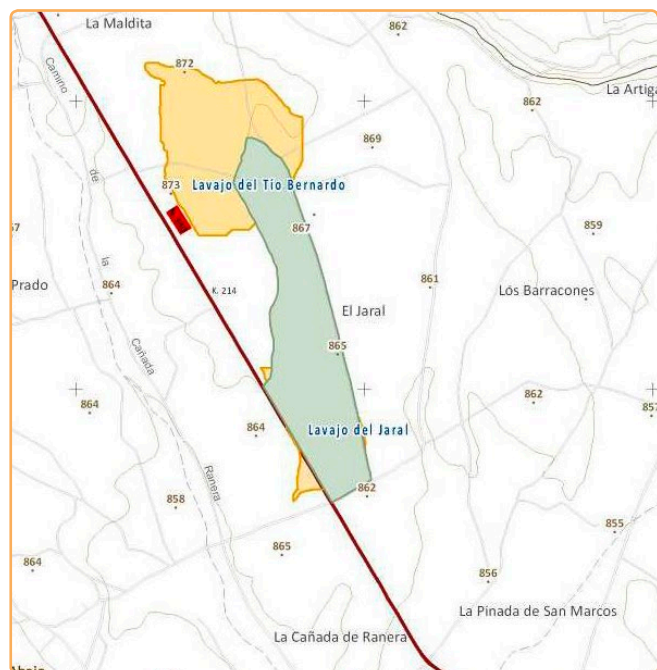 La Maldita
862
872
La Artiga
862
Camino
869
873
Lavajo del Tío Bernardo
de
867
859
la
861
Prado
864
K. 214
Los Barracones
El Jaral
Cañada
865
862
864
864
Lavajo del Jaral
Ranera
862
858
855
865
864
856
La Pinada de San Marcos
La Cañada de Ranera